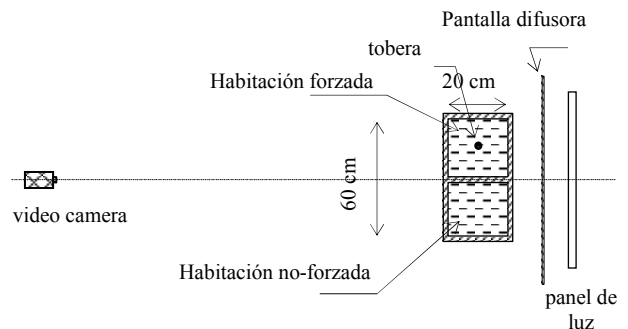 Pantalla difusora
tobera
Habitación forzada
20 cm
60 cm
video camera
Habitación no-forzada
panel de
luz